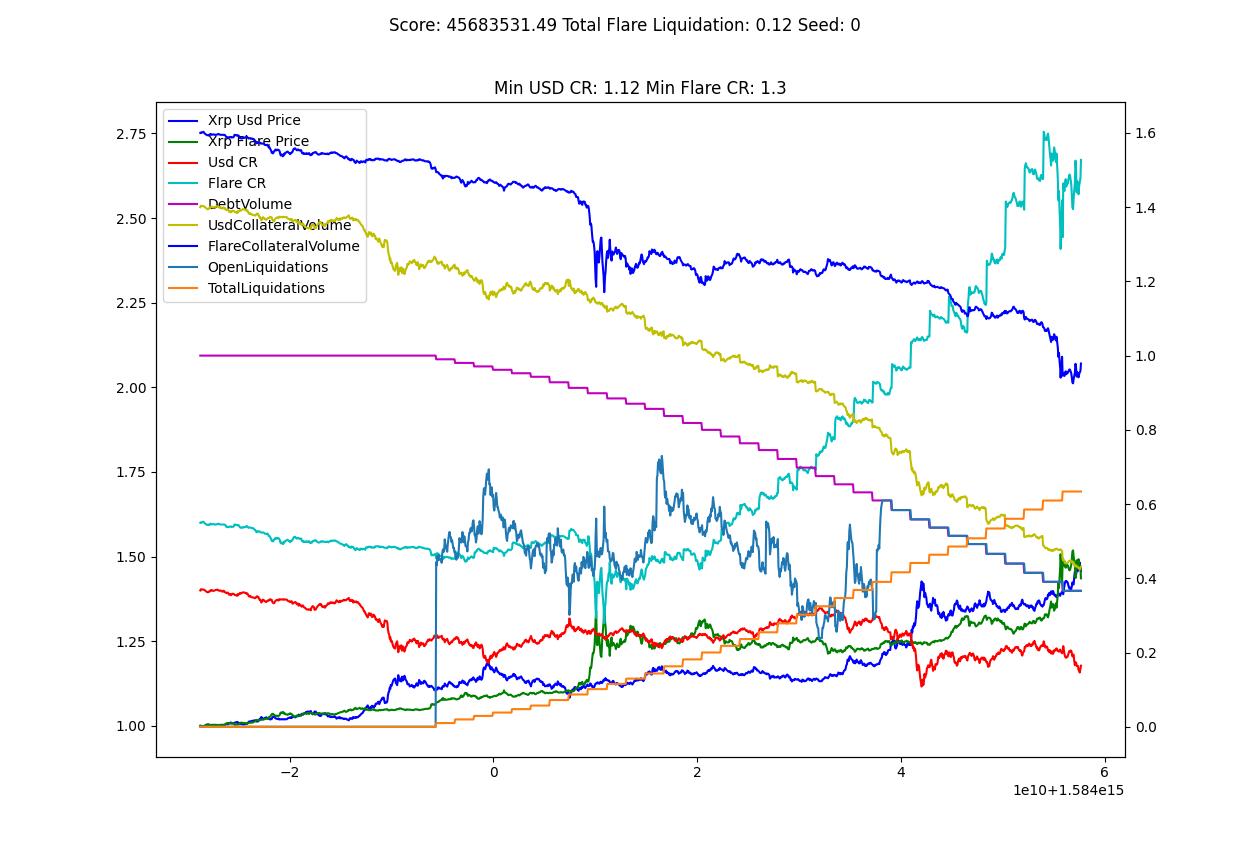 Score: 45683531.49 Total Flare Liquidation: 0.12 Seed: 0
Min USD CR: 1.12 Min Flare CR: 1.3
Xrp Usd Price
Xrp Flare Price
Usd CR
Flare CR
DebtVolume
UsdCollateralVolume
FlareCollateralVolume
OpenLiquidations
TotalLiquidations
2.75
2.50
2.25
2.00
1.75
1.50
1.25
1.00
1.6
1.4
1.2
1.0
0.8
0.6
0.4
0.2
0.0
−2 0 2 4 6
1e10+1.584e15